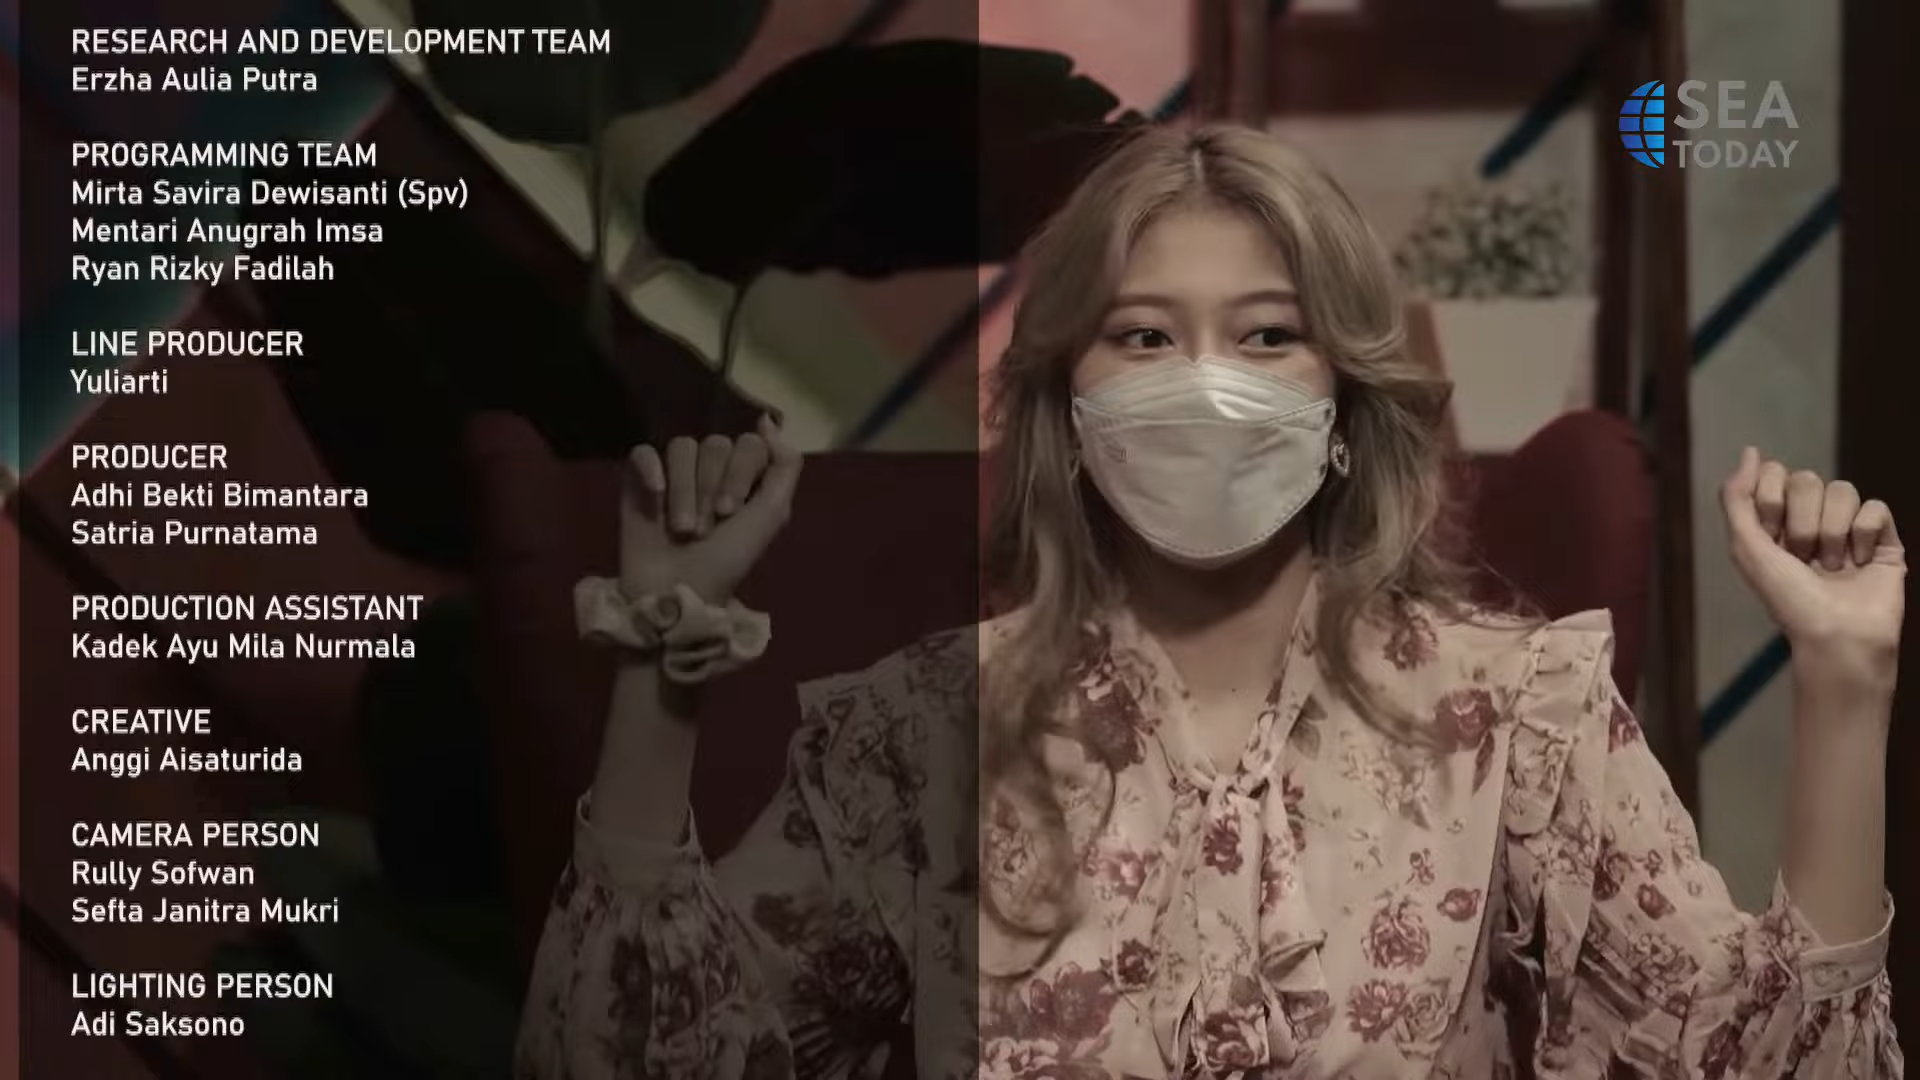 RESEARCH AND DEVELOPMENT TEAM
Erzha Aulia Putra
PROGRAMMING TEAM
Mirta Savira Dewisanti (Spv)
Mentari Anugrah Imsa
Ryan Rizky Fadilah
LINE PRODUCER
Yuliarti
PRODUCER
Adhi Bekti Bimantara
Satria Purnatama
PRODUCTION ASSISTANT
Kadek Ayu Mila Nurmala
CREATIVE
Anggi Aisaturida
CAMERA PERSON
Rully Sofwan
Sefta Janitra Mukri
LIGHTING PERSON
Adi Saksono
SEA
TODAY